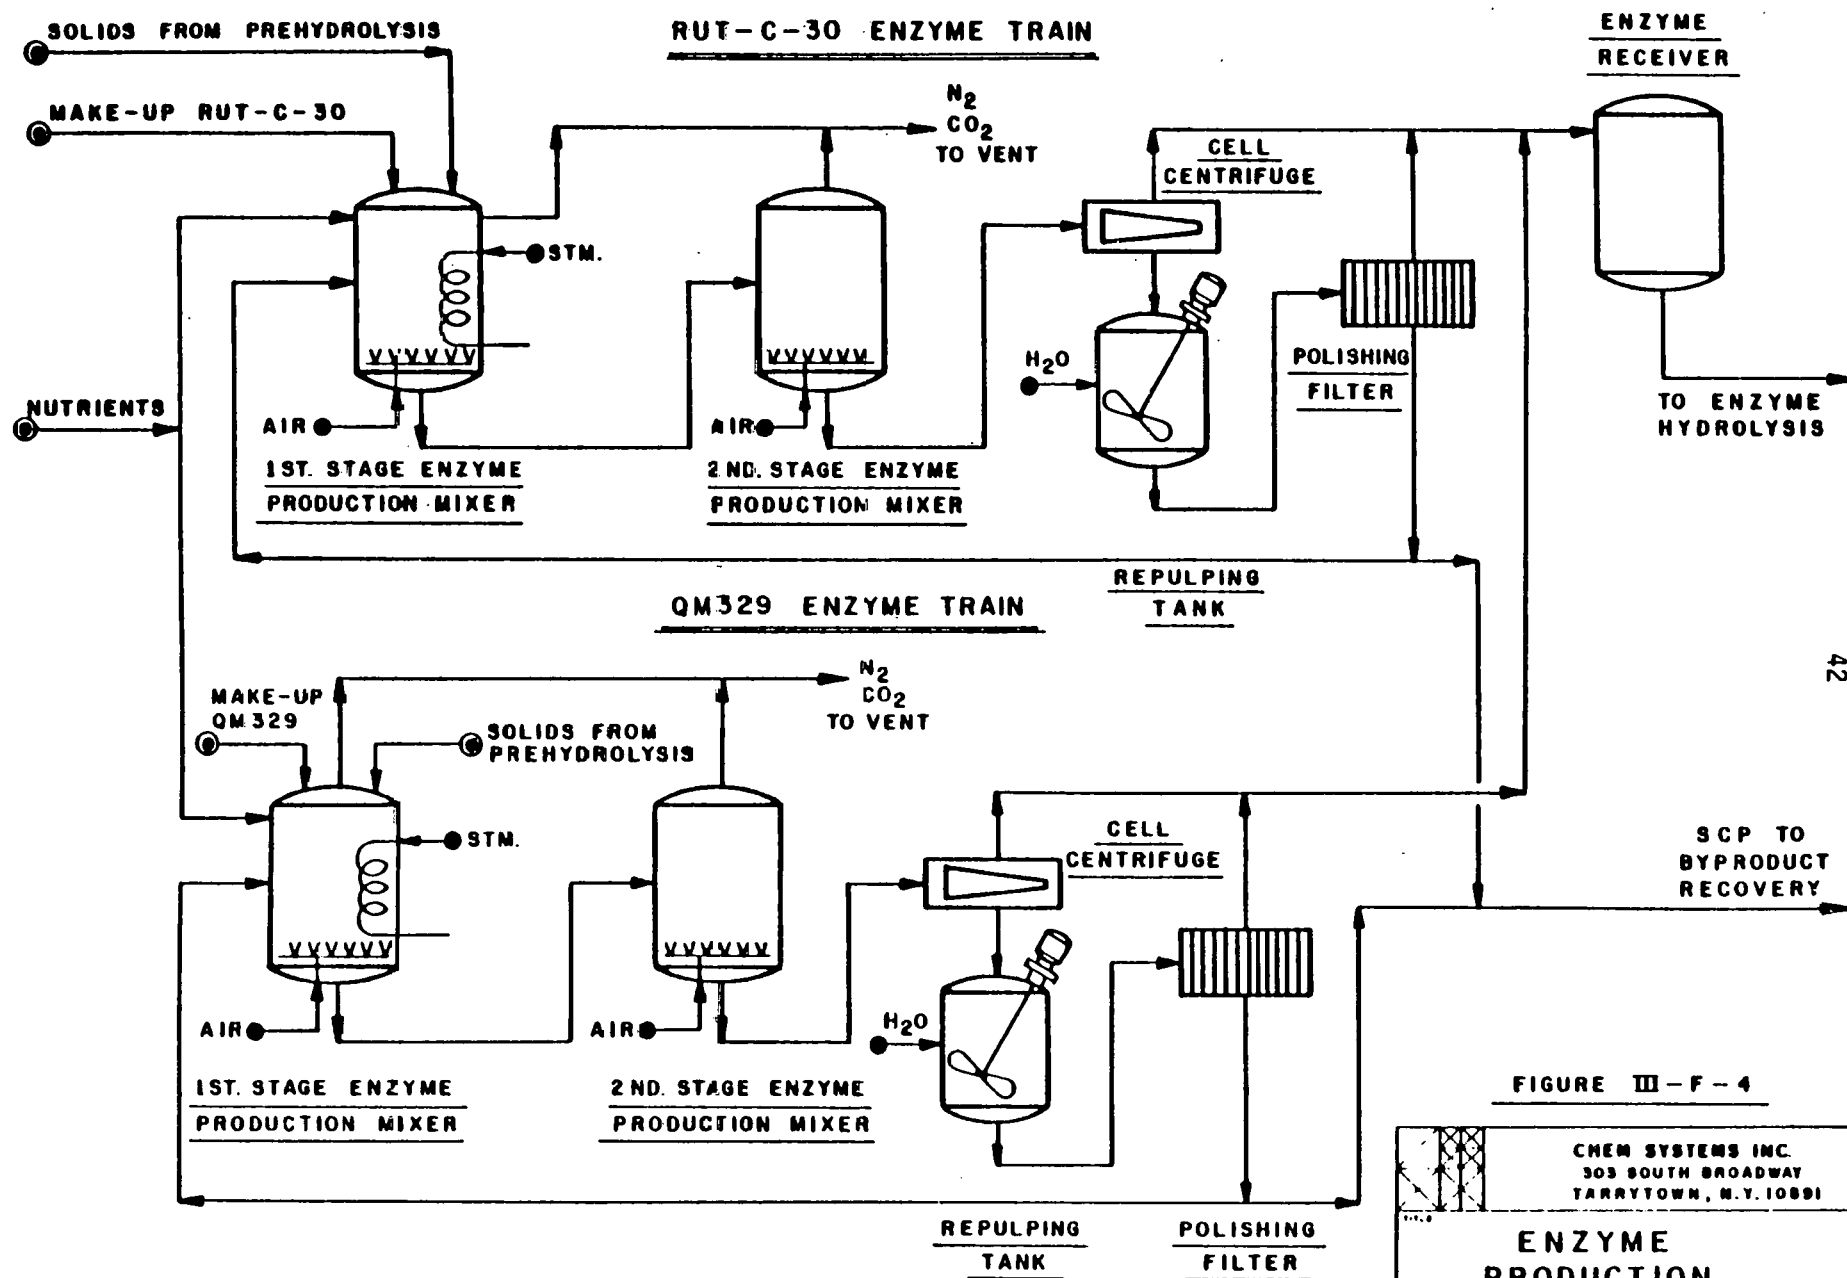 SOLIDS FROM PREHYDROLYSIS
RUT-C-30 ENZYME TRAIN
ENZYME
RECEIVER
MAKE-UP RUT-C-30
N2
CO2
TO VENT
CELL
CENTRIFUGE
STM.
H2O
POLISHING
FILTER
NUTRIENTS
AIR
AIR
TO ENZYME
HYDROLYSIS
1ST. STAGE ENZYME
PRODUCTION MIXER
2ND. STAGE ENZYME
PRODUCTION MIXER
REPULPING
TANK
QM329 ENZYME TRAIN
42
MAKE-UP
QM329
N2
CO2
TO VENT
SOLIDS FROM
PREHYDROLYSIS
STM.
CELL
CENTRIFUGE
SCP TO
BYPRODUCT
RECOVERY
AIR
AIR
H2O
1ST. STAGE ENZYME
PRODUCTION MIXER
2ND. STAGE ENZYME
PRODUCTION MIXER
FIGURE III-F-4
CHEM SYSTEMS INC.
303 SOUTH BROADWAY
TARRYTOWN, N.Y. 10591
REPULPING
TANK
POLISHING
FILTER
ENZYME
PRODUCTION